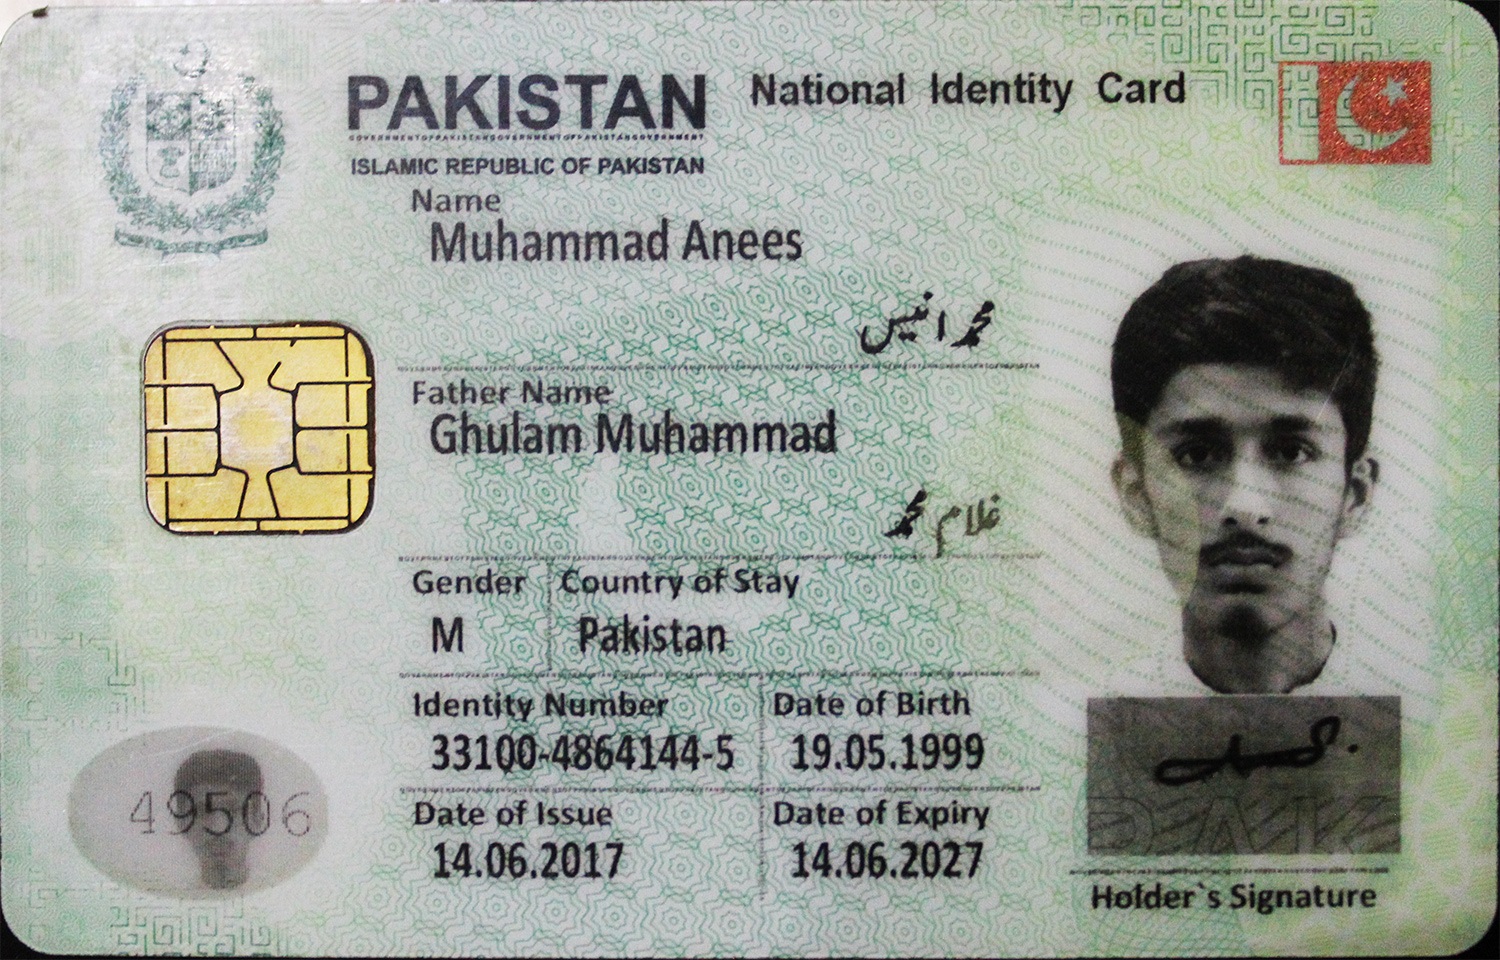 PAKISTAN National Identity Card
ISLAMIC REPUBLIC OF PAKISTAN
Name
Muhammad Anees
محمد انیس
Father Name
Ghulam Muhammad
غلام محمد
Gender Country of Stay
M Pakistan
Identity Number Date of Birth
33100-4864144-5 19.05.1999
49506
Date of Issue Date of Expiry
14.06.2017 14.06.2027
PAK
Holder`s Signature